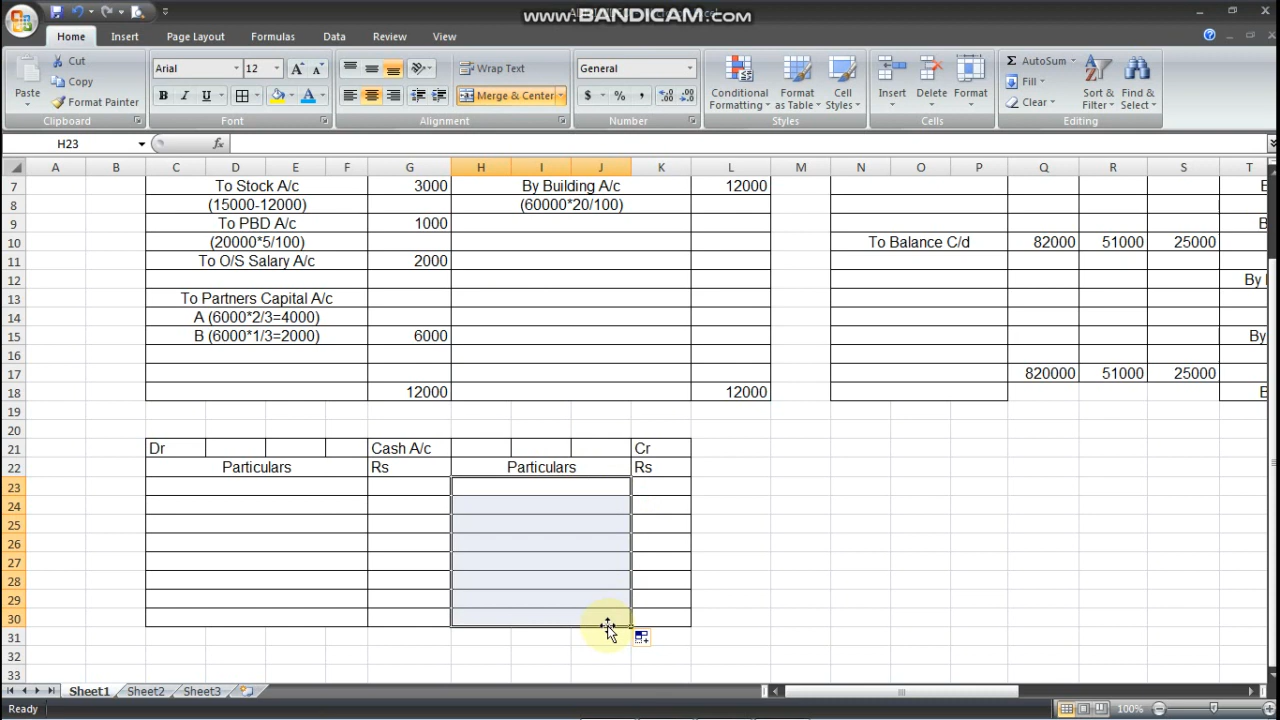 www.BANDICAM.com
Home Insert Page Layout Formulas Data Review View
Paste
Cut
Copy
Format Painter
Clipboard
Arial 12
B I U
Font
Wrap Text
Merge & Center
Alignment
General
$ % ,
Number
Conditional Formatting
Format as Table
Cell Styles
Styles
Insert Delete Format
Cells
AutoSum
Fill
Clear
Sort & Filter
Find & Select
Editing
H23 fx
A B C D E F G H I J K L M N O P Q R S T
7 To Stock A/c 3000 By Building A/c 12000
8 (15000-12000) (60000*20/100)
9 To PBD A/c 1000
10 (20000*5/100) To Balance C/d 82000 51000 25000
11 To O/S Salary A/c 2000
12 By
13 To Partners Capital A/c
14 A (6000*2/3=4000)
15 B (6000*1/3=2000) 6000 By
16
17 820000 51000 25000
18 12000 12000
19
20
21 Dr Cash A/c Cr
22 Particulars Rs Particulars Rs
23
24
25
26
27
28
29
30
31
32
33
Sheet1 Sheet2 Sheet3
Ready 100%